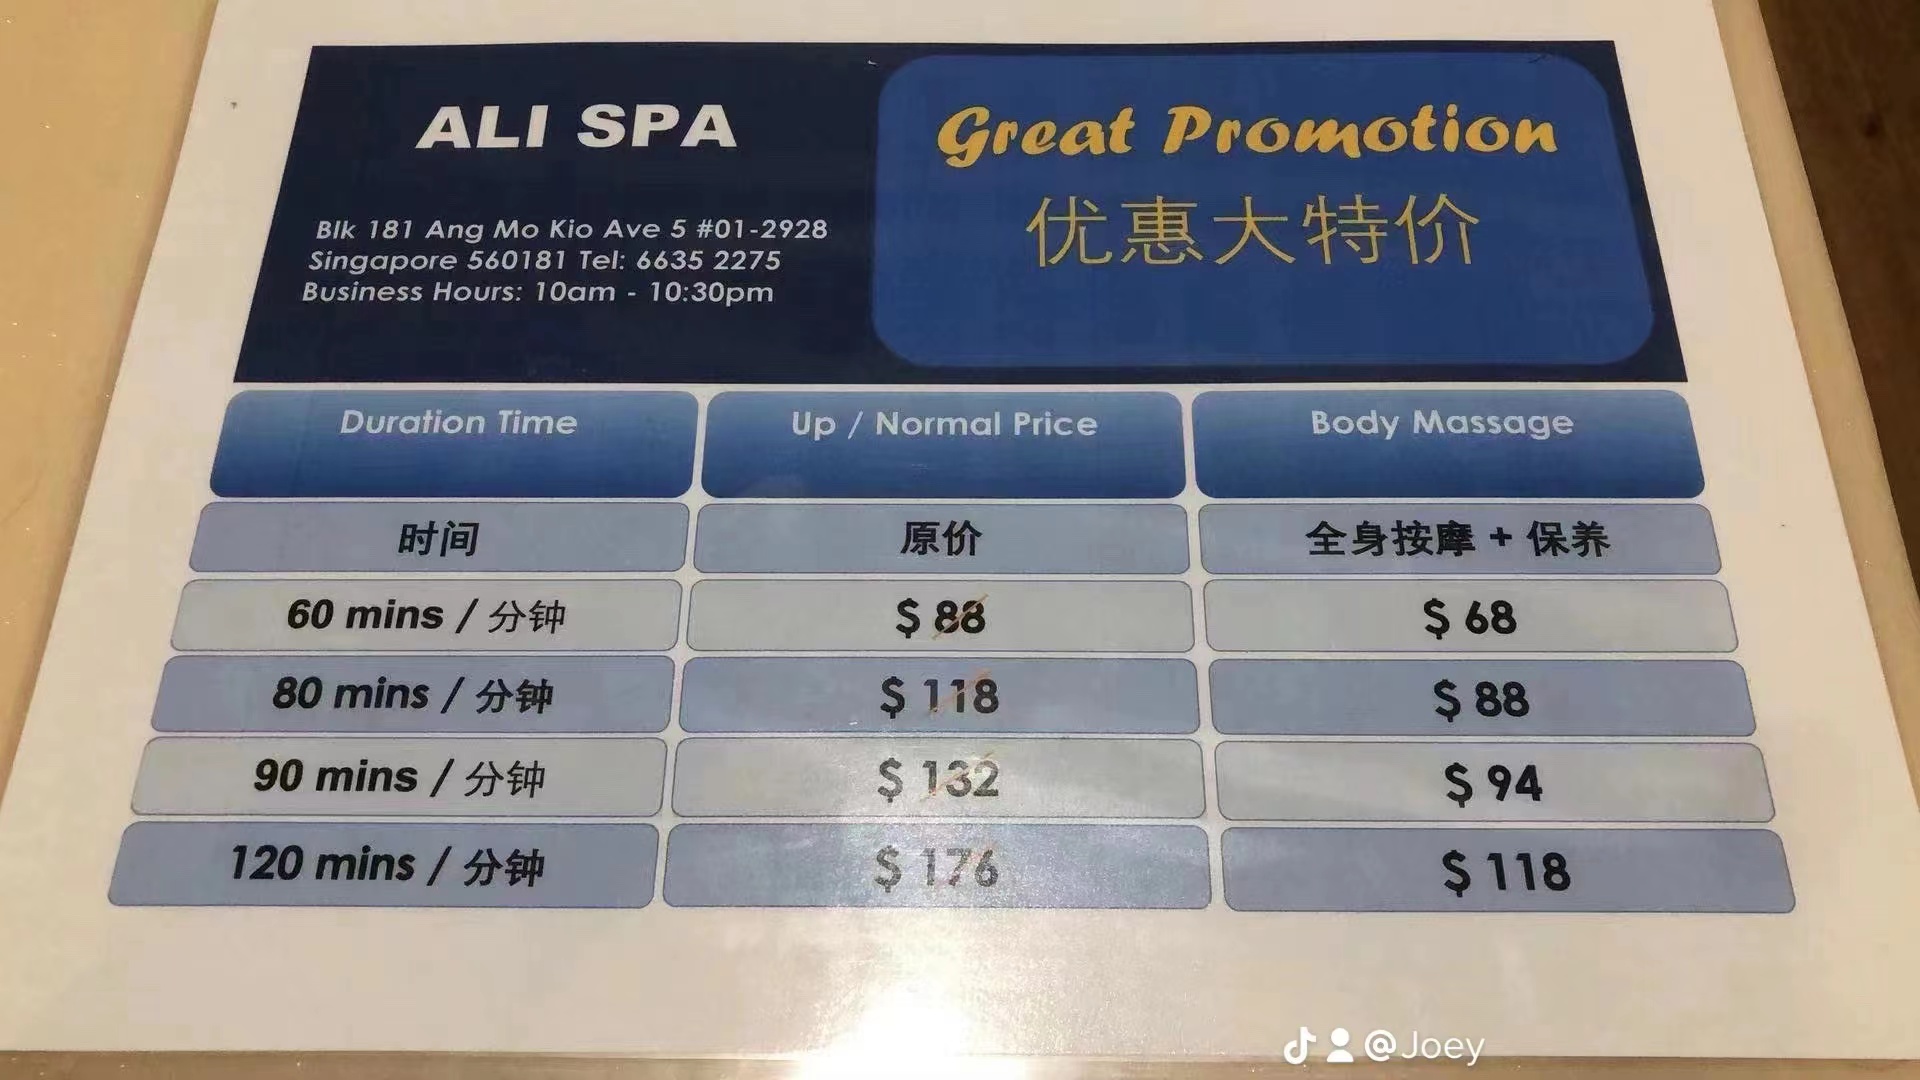 ALI SPA
Blk 181 Ang Mo Kio Ave 5 #01-2928
Singapore 560181 Tel: 6635 2275
Business Hours: 10am - 10:30pm
Great Promotion
优惠大特价
Duration Time Up / Normal Price Body Massage
时间 原价 全身按摩 + 保养
60 mins / 分钟 $ 88 $ 68
80 mins / 分钟 $ 118 $ 88
90 mins / 分钟 $ 132 $ 94
120 mins / 分钟 $ 176 $ 118
@Joey